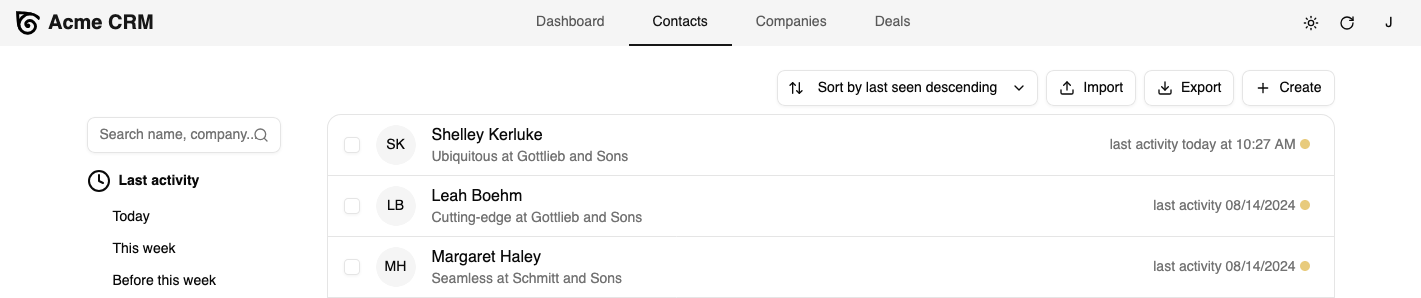 Acme CRM
Dashboard Contacts Companies Deals J
Sort by last seen descending Import Export Create
Search name, company..
Last activity
Today
This week
Before this week
SK Shelley Kerluke
Ubiquitous at Gottlieb and Sons
last activity today at 10:27 AM
LB Leah Boehm
Cutting-edge at Gottlieb and Sons
last activity 08/14/2024
MH Margaret Haley
Seamless at Schmitt and Sons
last activity 08/14/2024